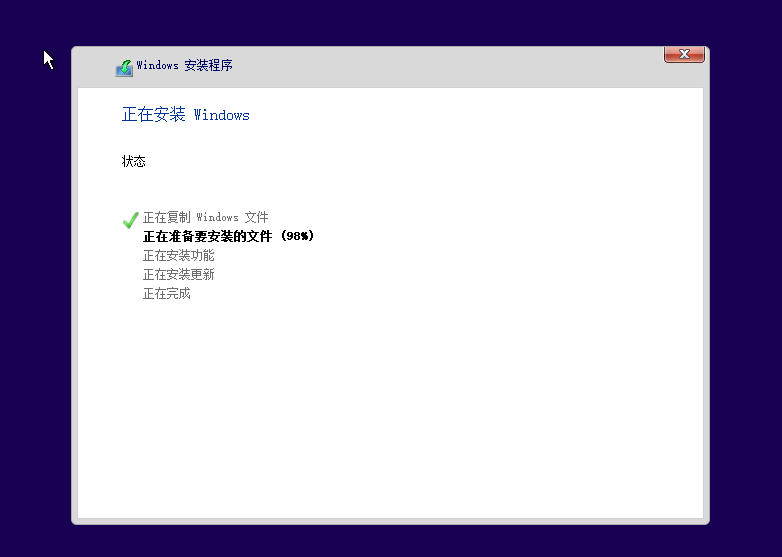 Windows 安装程序
正在安装 Windows
状态
正在复制 Windows 文件
正在准备要安装的文件 (98%)
正在安装功能
正在安装更新
正在完成